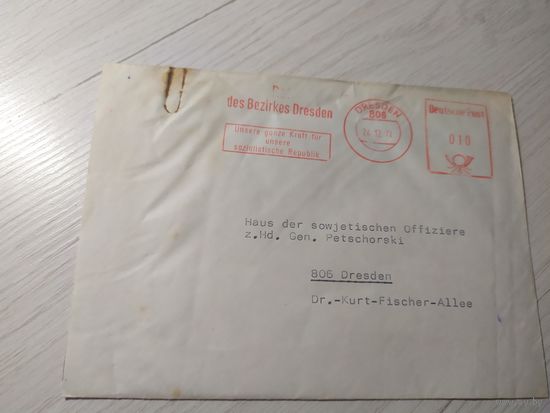 des Bezirkes Dresden
Unsere ganze Kraft für
unsere
sozialistische Republik
DRESDEN
806
Deutsche Post
010
Haus der sowjetischen Offiziere
z.Hd. Gen. Petschorski
806 Dresden
Dr.-Kurt-Fischer-Allee